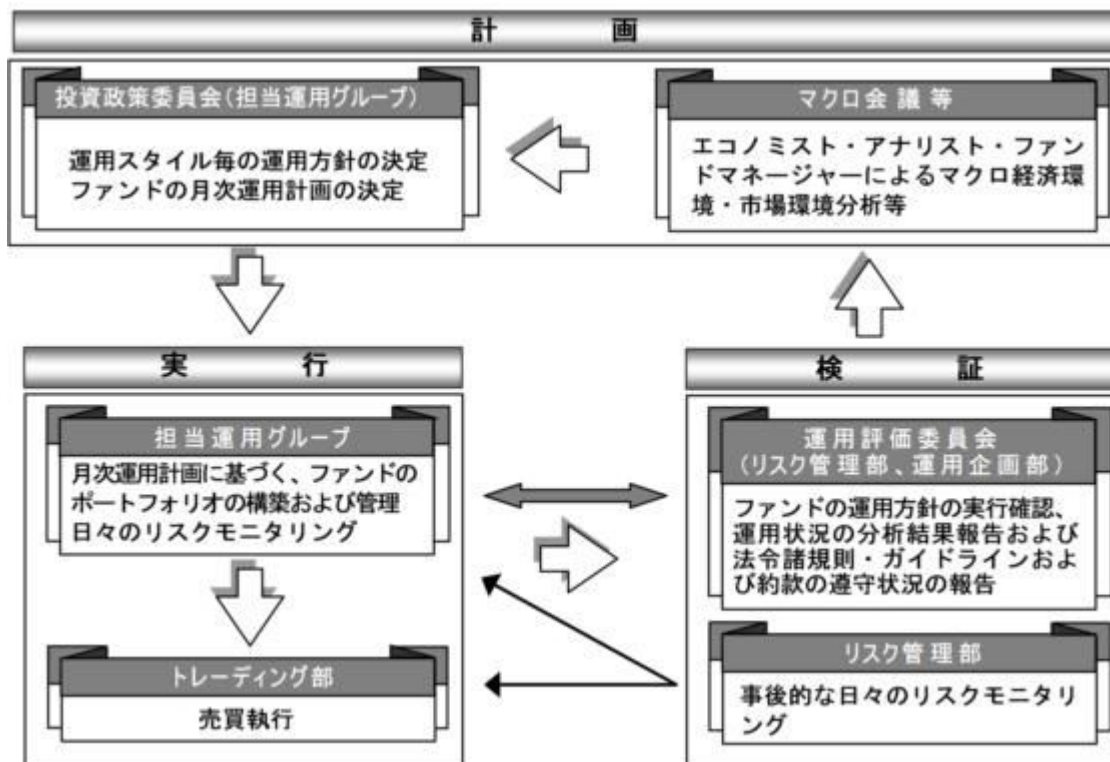 計画
投資政策委員会(担当運用グループ)
運用スタイル毎の運用方針の決定
ファンドの月次運用計画の決定
マクロ会議等
エコノミスト・アナリスト・ファン
ドマネージャーによるマクロ経済環
境・市場環境分析等
実行
担当運用グループ
月次運用計画に基づく、ファンドの
ポートフォリオの構築および管理
日々のリスクモニタリング
トレーディング部
売買執行
検証
運用評価委員会
(リスク管理部、運用企画部)
ファンドの運用方針の実行確認、
運用状況の分析結果報告および
法令諸規則・ガイドラインおよ
び約款の遵守状況の報告
リスク管理部
事後的な日々のリスクモニタリ
ング